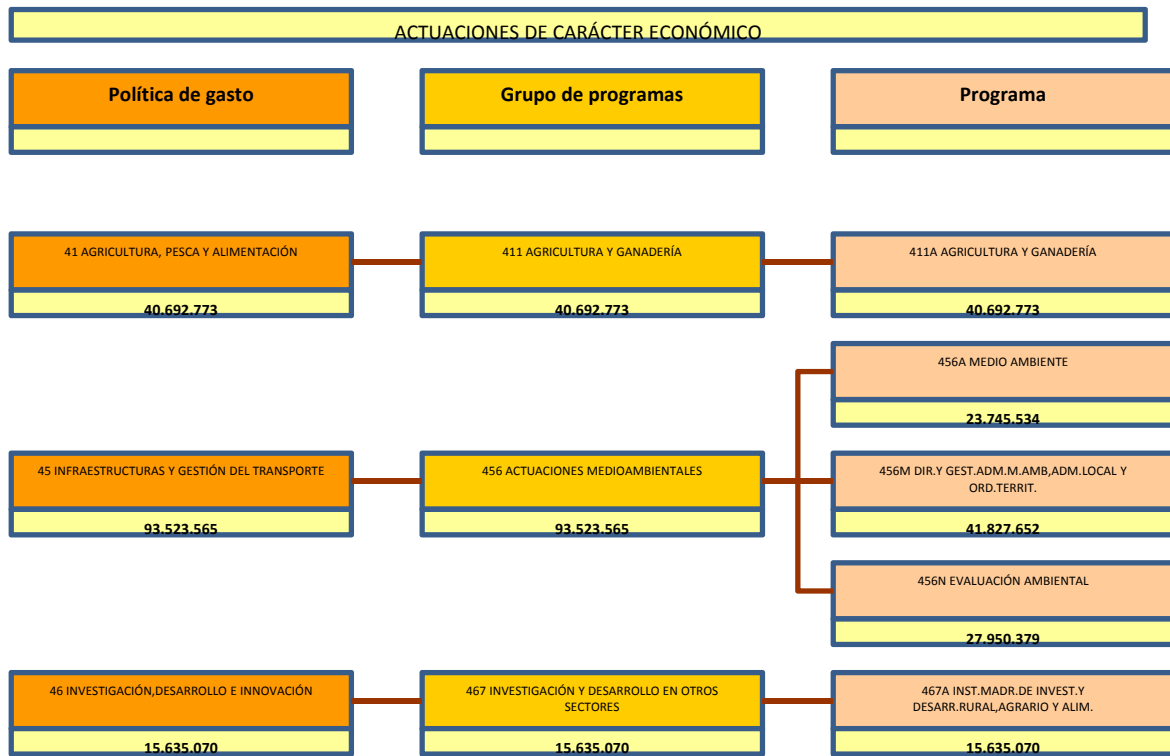 ACTUACIONES DE CARÁCTER ECONÓMICO
Política de gasto
Grupo de programas
Programa
41 AGRICULTURA, PESCA Y ALIMENTACIÓN
40.692.773
411 AGRICULTURA Y GANADERÍA
40.692.773
411A AGRICULTURA Y GANADERÍA
40.692.773
456A MEDIO AMBIENTE
23.745.534
45 INFRAESTRUCTURAS Y GESTIÓN DEL TRANSPORTE
93.523.565
456 ACTUACIONES MEDIOAMBIENTALES
93.523.565
456M DIR.Y GEST.ADM.M.AMB,ADM.LOCAL Y
ORD.TERRIT.
41.827.652
456N EVALUACIÓN AMBIENTAL
27.950.379
46 INVESTIGACIÓN,DESARROLLO E INNOVACIÓN
15.635.070
467 INVESTIGACIÓN Y DESARROLLO EN OTROS
SECTORES
15.635.070
467A INST.MADR.DE INVEST.Y
DESARR.RURAL,AGRARIO Y ALIM.
15.635.070